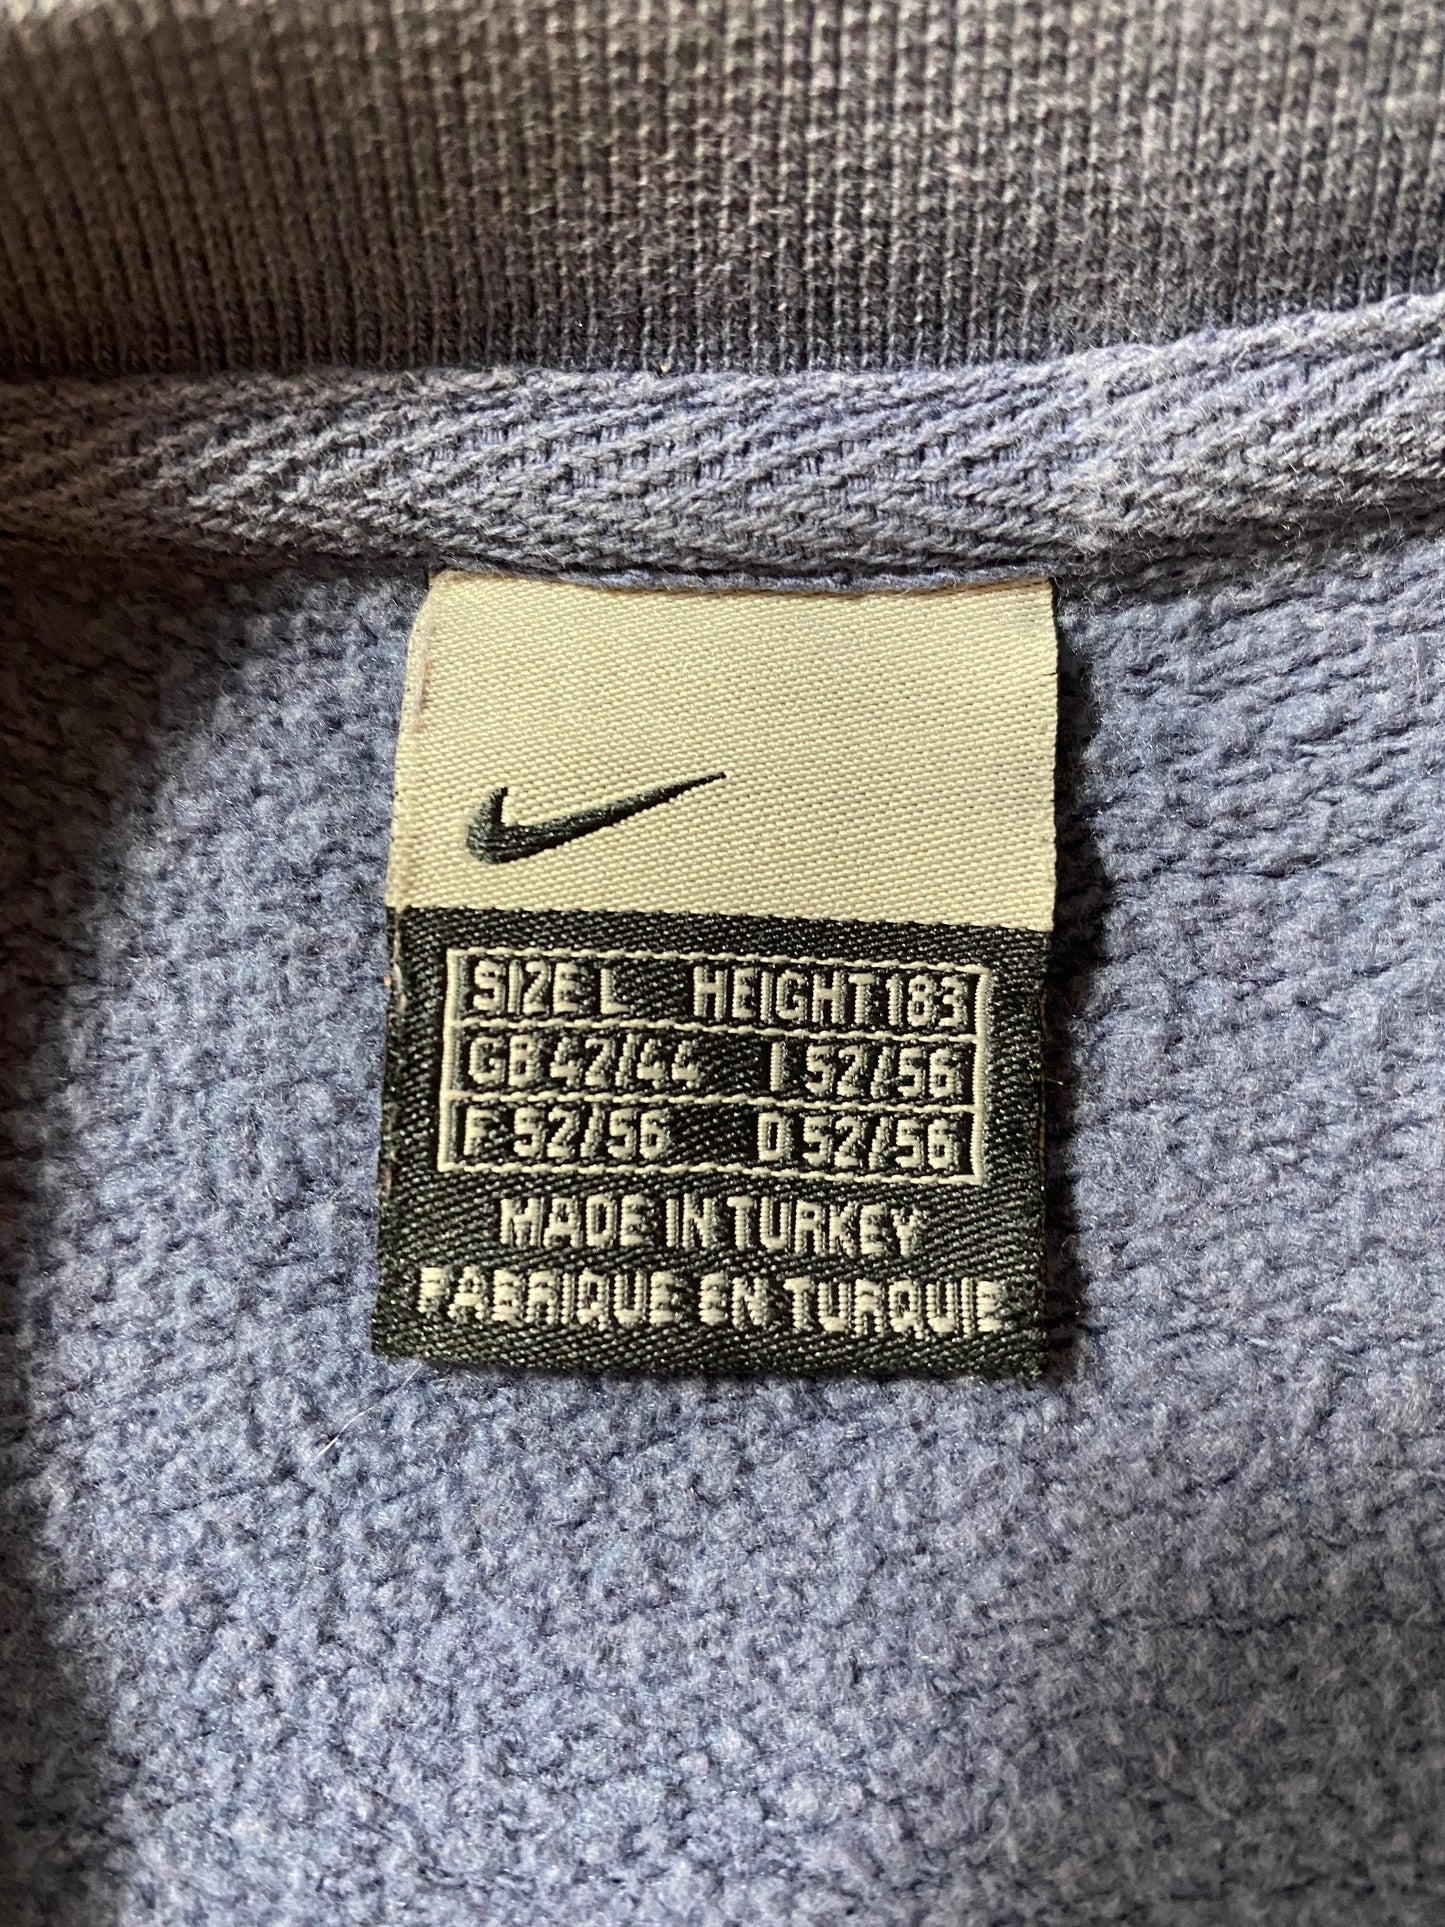 SIZE L HEIGHT 183
GB 42/44 I 52/56
F 52/56 D 52/56
MADE IN TURKEY
FABRIQUE EN TURQUIE